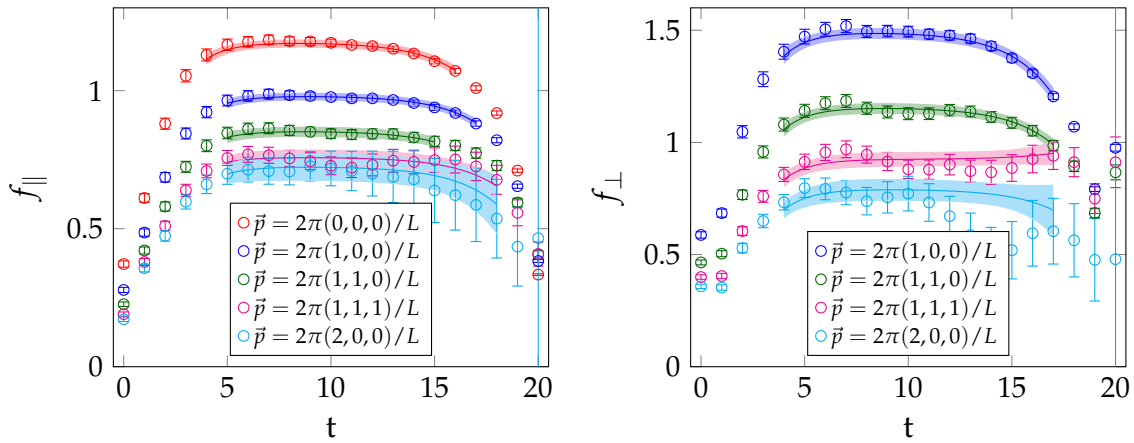 f∥
1
0.5
0
0 5 10 15 20
t
p⃗ = 2π(0,0,0)/L
p⃗ = 2π(1,0,0)/L
p⃗ = 2π(1,1,0)/L
p⃗ = 2π(1,1,1)/L
p⃗ = 2π(2,0,0)/L
f⊥
1.5
1
0.5
0
0 5 10 15 20
t
p⃗ = 2π(1,0,0)/L
p⃗ = 2π(1,1,0)/L
p⃗ = 2π(1,1,1)/L
p⃗ = 2π(2,0,0)/L